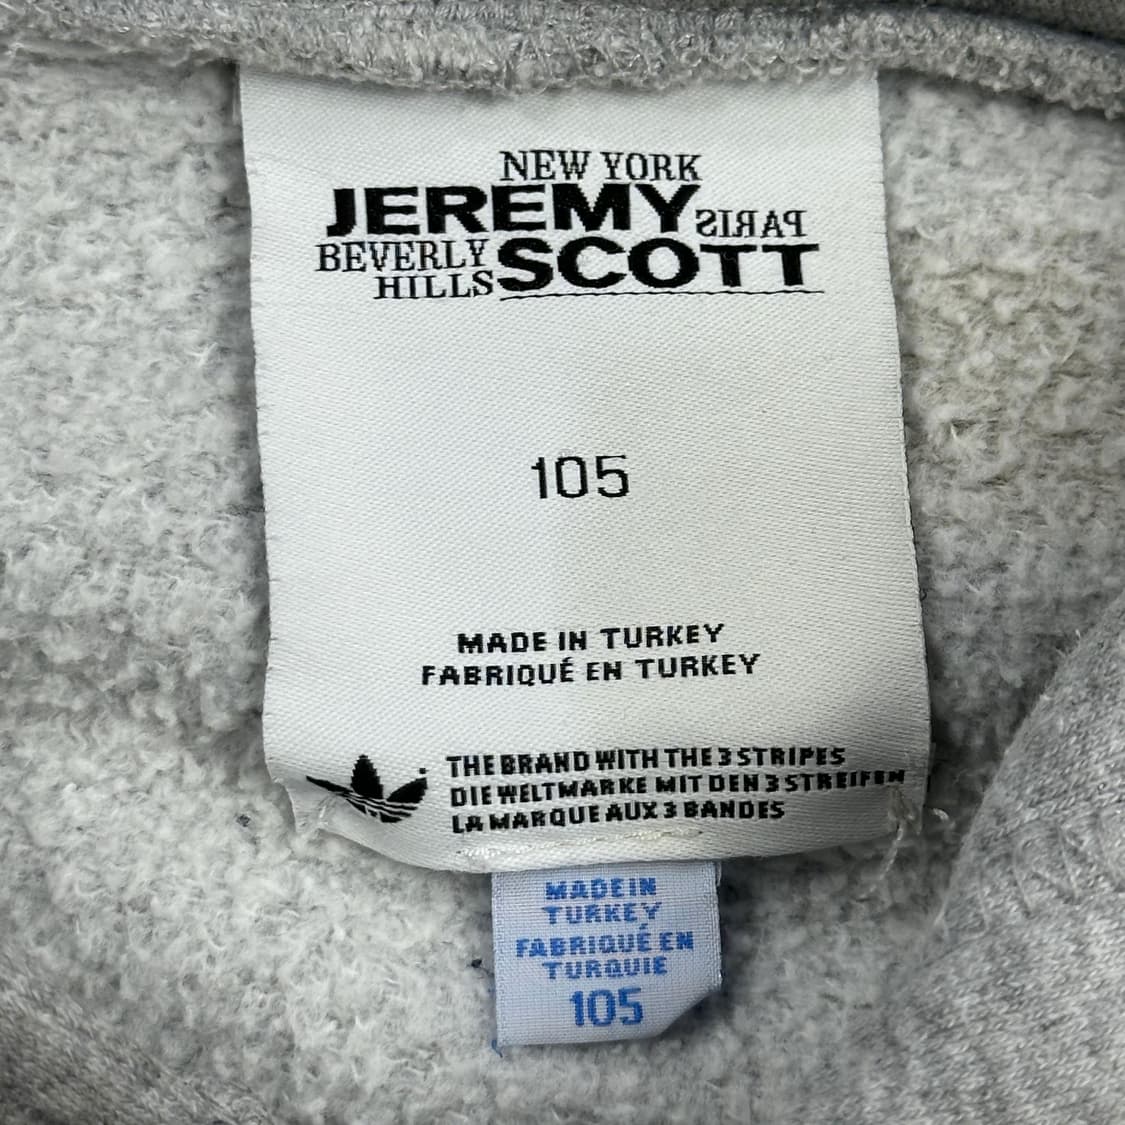 NEW YORK
JEREMY PARIS
BEVERLY SCOTT
HILLS
105
MADE IN TURKEY
FABRIQUÉ EN TURKEY
THE BRAND WITH THE 3 STRIPES
DIE WELTMARKE MIT DEN 3 STREIFEN
LA MARQUE AUX 3 BANDES
MADE IN
TURKEY
FABRIQUÉ EN
TURQUIE
105